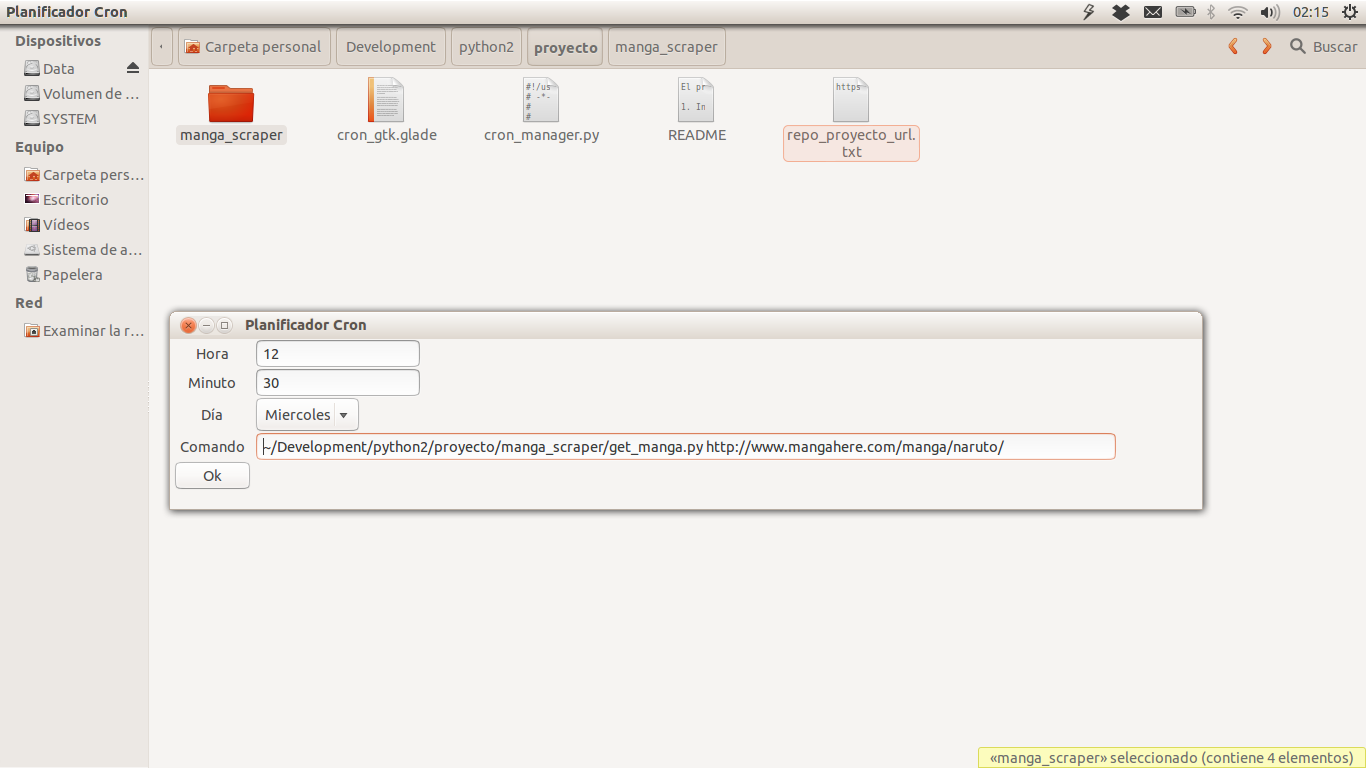 Planificador Cron
02:15
Dispositivos
Data
Volumen de ...
SYSTEM
Equipo
Carpeta pers...
Escritorio
Vídeos
Sistema de a...
Papelera
Red
Examinar la r...
Carpeta personal
Development
python2
proyecto
manga_scraper
Buscar
manga_scraper
cron_gtk.glade
#!/us
# -*-
#
#
cron_manager.py
El pr
1. In
README
https
repo_proyecto_url.
txt
Planificador Cron
Hora
12
Minuto
30
Día
Miercoles
Comando
~/Development/python2/proyecto/manga_scraper/get_manga.py http://www.mangahere.com/manga/naruto/
Ok
«manga_scraper» seleccionado (contiene 4 elementos)